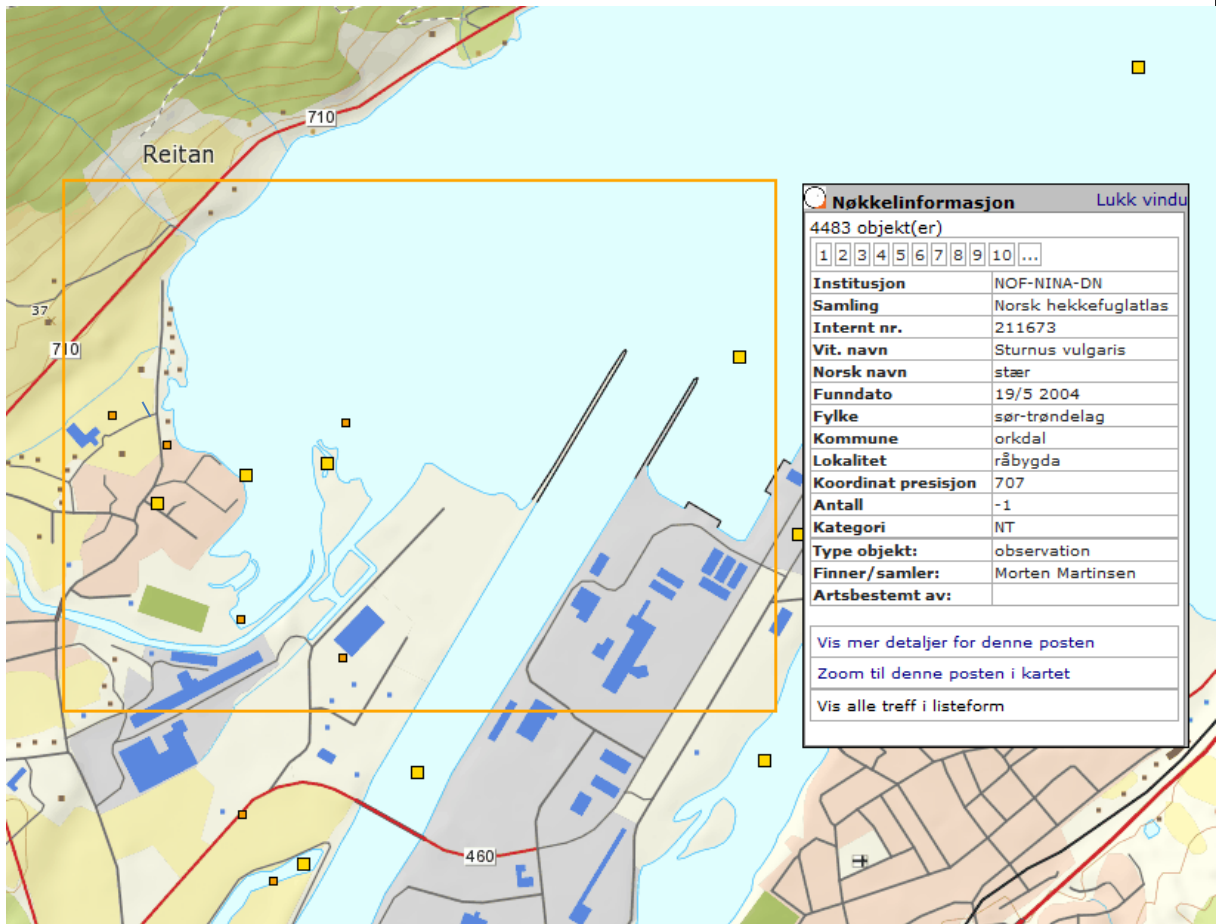 710
Reitan
37
710
460
Nøkkelinformasjon Lukk vindu
4483 objekt(er)
1 2 3 4 5 6 7 8 9 10 ...
Institusjon NOF-NINA-DN
Samling Norsk hekkefuglatlas
Internt nr. 211673
Vit. navn Sturnus vulgaris
Norsk navn stær
Funndato 19/5 2004
Fylke sør-trøndelag
Kommune orkdal
Lokalitet råbygda
Koordinat presisjon 707
Antall -1
Kategori NT
Type objekt: observation
Finner/samler: Morten Martinsen
Artsbestemt av:
Vis mer detaljer for denne posten
Zoom til denne posten i kartet
Vis alle treff i listeform